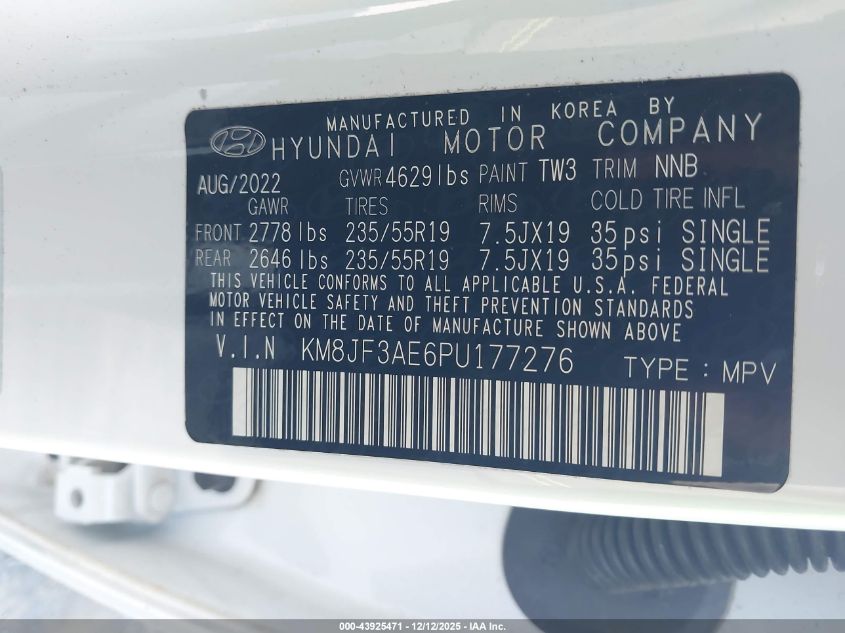 MANUFACTURED IN KOREA BY
HYUNDAI MOTOR COMPANY
AUG/2022 GVWR 4629 lbs PAINT TW3 TRIM NNB
GAWR TIRES RIMS COLD TIRE INFL
FRONT 2778 lbs 235/55R19 7.5JX19 35psi SINGLE
REAR 2646 lbs 235/55R19 7.5JX19 35psi SINGLE
THIS VEHICLE CONFORMS TO ALL APPLICABLE U.S.A. FEDERAL
MOTOR VEHICLE SAFETY AND THEFT PREVENTION STANDARDS
IN EFFECT ON THE DATE OF MANUFACTURE SHOWN ABOVE
V.I.N KM8JF3AE6PU177276 TYPE : MPV
000-43925471 - 12/12/2025 - IAA Inc.